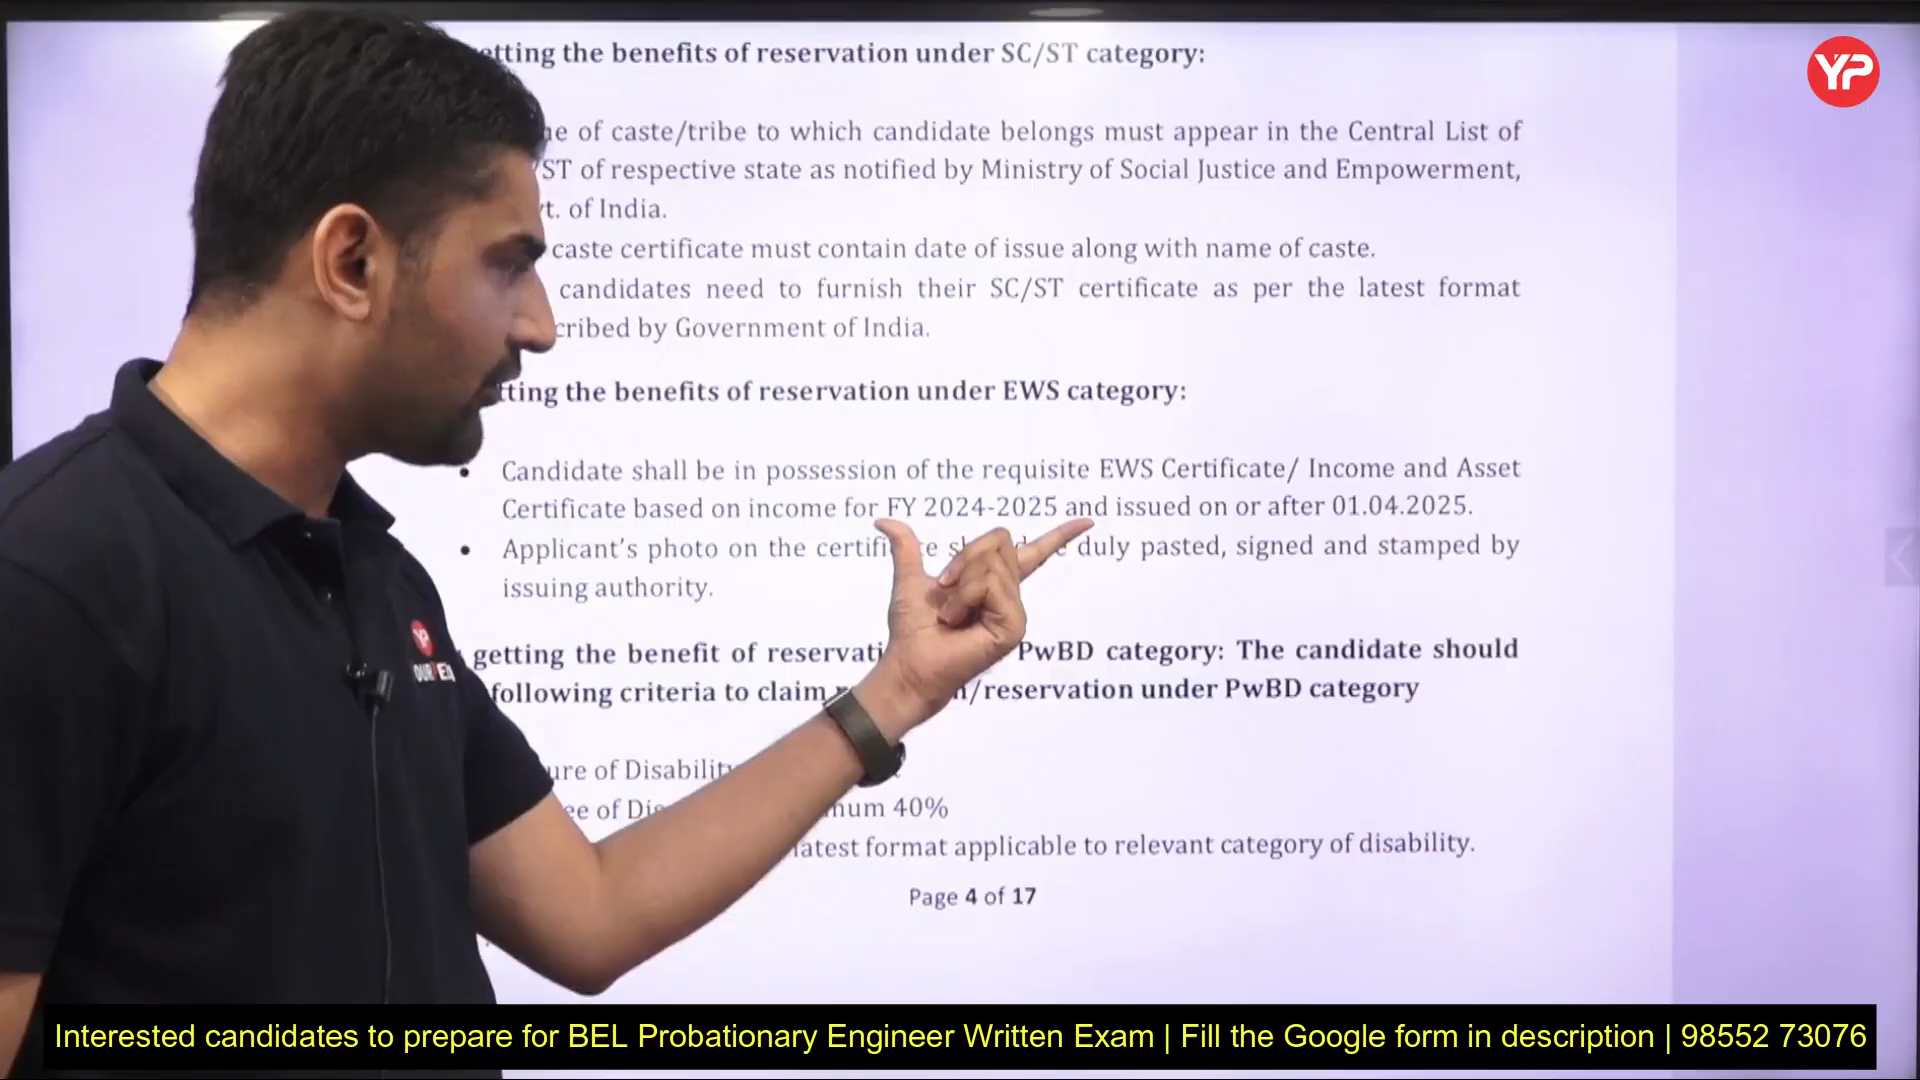 YP
etting the benefits of reservation under SC/ST category:
of caste/tribe to which candidate belongs must appear in the Central List of
ST of respective state as notified by Ministry of Social Justice and Empowerment,
of India.
caste certificate must contain date of issue along with name of caste.
candidates need to furnish their SC/ST certificate as per the latest format
cribed by Government of India.
tting the benefits of reservation under EWS category:
• Candidate shall be in possession of the requisite EWS Certificate/ Income and Asset
Certificate based on income for FY 2024-2025 and issued on or after 01.04.2025.
• Applicant's photo on the certifi duly pasted, signed and stamped by
issuing authority.
getting the benefit of reservati PwBD category: The candidate should
following criteria to claim /reservation under PwBD category
ure of Disability
ee of Dis num 40%
latest format applicable to relevant category of disability.
Page 4 of 17
YP
Interested candidates to prepare for BEL Probationary Engineer Written Exam | Fill the Google form in description | 98552 73076